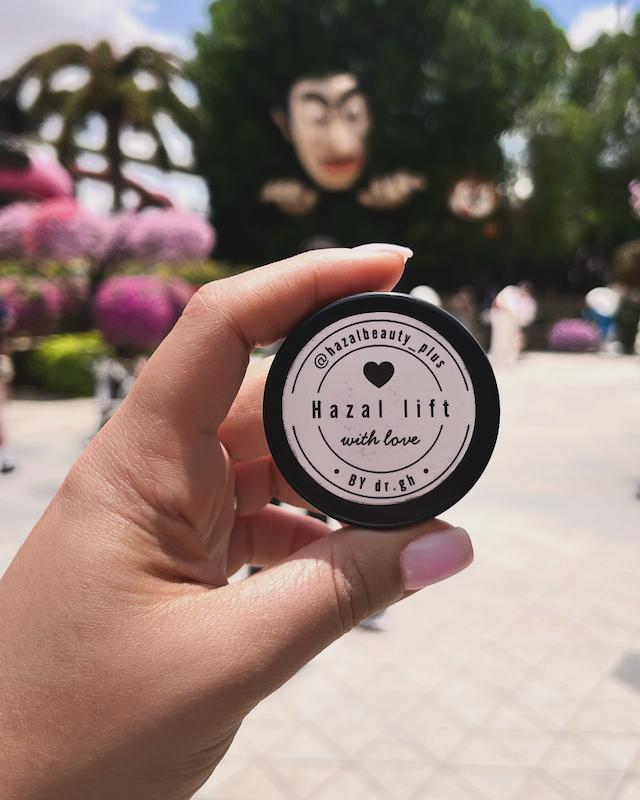 @hazalbeauty_plus
Hazal lift
with love
• BY dr.gh •